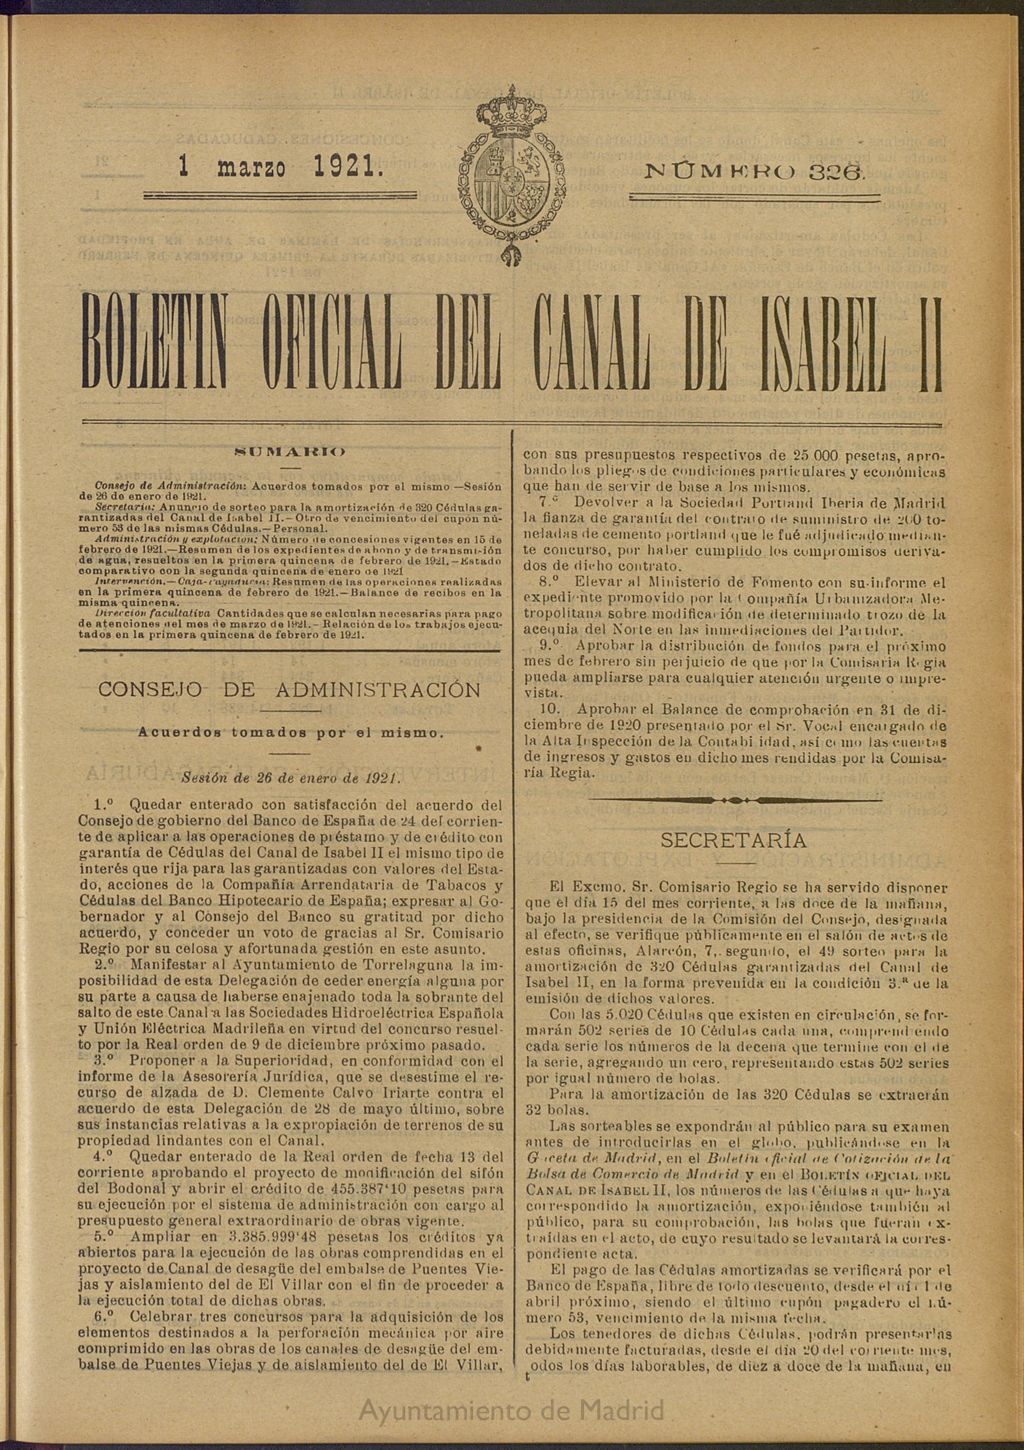 1 marzo 1921.
NÚMERO 326.
BOLETIN OFICIAL DEL CANAL DE ISABEL II
SUMARIO
Consejo de Administración: Acuerdos tomados por el mismo—Sesión
de 26 de enero de 1921.
Secretaría: Anuncio de sorteo para la amortización de 320 Cédulas ga-
rantizadas del Canal de Isabel II.—Otro de vencimiento del cupón nú-
mero 53 de las mismas Cédulas.—Personal.
Administración y explotación: Número de concesiones vigentes en 15 de
febrero de 1921.—Resumen de los expedientes de abono y de transmisión
de agua, resueltos en la primera quincena de febrero de 1921.—Estado
comparativo con la segunda quincena de enero de 1921
Intervención.—Caja-pagaduría: Resumen de las operaciones realizadas
en la primera quincena de febrero de 1921.—Balance de recibos en la
misma quincena.
Dirección facultativa Cantidades que se calculan necesarias para pago
de atenciones del mes de marzo de 1921.—Relación de los trabajos ejecu-
tados en la primera quincena de febrero de 1921.
CONSEJO DE ADMINISTRACIÓN
Acuerdos tomados por el mismo.
Sesión de 26 de enero de 1921.
1.º Quedar enterado con satisfacción del acuerdo del
Consejo de gobierno del Banco de España de 24 del corrien-
te de aplicar a las operaciones de préstamo y de crédito con
garantía de Cédulas del Canal de Isabel II el mismo tipo de
interés que rija para las garantizadas con valores del Esta-
do, acciones de la Compañía Arrendataria de Tabacos y
Cédulas del Banco Hipotecario de España; expresar al Go-
bernador y al Consejo del Banco su gratitud por dicho
acuerdo, y conceder un voto de gracias al Sr. Comisario
Regio por su celosa y afortunada gestión en este asunto.
2.º Manifestar al Ayuntamiento de Torrelaguna la im-
posibilidad de esta Delegación de ceder energía alguna por
su parte a causa de haberse enajenado toda la sobrante del
salto de este Canal a las Sociedades Hidroeléctrica Española
y Unión Eléctrica Madrileña en virtud del concurso resuel-
to por la Real orden de 9 de diciembre próximo pasado.
3.º Proponer a la Superioridad, en conformidad con el
informe de la Asesorería Jurídica, que se desestime el re-
curso de alzada de D. Clemente Calvo Iriarte contra el
acuerdo de esta Delegación de 28 de mayo último, sobre
sus instancias relativas a la expropiación de terrenos de su
propiedad lindantes con el Canal.
4.º Quedar enterado de la Real orden de fecha 13 del
corriente aprobando el proyecto de modificación del sifón
del Bodonal y abrir el crédito de 455.387'10 pesetas para
su ejecución por el sistema de administración con cargo al
presupuesto general extraordinario de obras vigente.
5.º Ampliar en 3.385.999'48 pesetas los créditos ya
abiertos para la ejecución de las obras comprendidas en el
proyecto de Canal de desagüe del embalse de Puentes Vie-
jas y aislamiento del de El Villar con el fin de proceder a
la ejecución total de dichas obras.
6.º Celebrar tres concursos para la adquisición de los
elementos destinados a la perforación mecánica por aire
comprimido en las obras de los canales de desagüe del em-
balse de Puentes Viejas y de aislamiento del de El Villar,
con sus presupuestos respectivos de 25 000 pesetas, apro-
bando los pliegos de condiciones particulares y económicas
que han de servir de base a los mismos.
7.º Devolver a la Sociedad Portland Iberia de Madrid
la fianza de garantía del contrato de suministro de 200 to-
neladas de cemento portland que le fué adjudicado median-
te concurso, por haber cumplido los compromisos deriva-
dos de dicho contrato.
8.º Elevar al Ministerio de Fomento con su informe el
expediente promovido por la Compañía Urbanizadora Me-
tropolitana sobre modificación de determinado trozo de la
acequia del Norte en las inmediaciones del Partidor.
9.º Aprobar la distribución de fondos para el próximo
mes de febrero sin perjuicio de que por la Comisaría Regia
pueda ampliarse para cualquier atención urgente o impre-
vista.
10. Aprobar el Balance de comprobación en 31 de di-
ciembre de 1920 presentado por el Sr. Vocal encargado de
la Alta Inspección de la Contabilidad, así como las cuentas
de ingresos y gastos en dicho mes rendidas por la Comisa-
ría Regia.
SECRETARÍA
El Excmo. Sr. Comisario Regio se ha servido disponer
que el día 15 del mes corriente, a las doce de la mañana,
bajo la presidencia de la Comisión del Consejo, designada
al efecto, se verifique públicamente en el salón de actos de
estas oficinas, Alarcón, 7, segundo, el 49 sorteo para la
amortización de 320 Cédulas garantizadas del Canal de
Isabel II, en la forma prevenida en la condición 3.ª de la
emisión de dichos valores.
Con las 5.020 Cédulas que existen en circulación, se for-
marán 502 series de 10 Cédulas cada una, comprendiendo
cada serie los números de la decena que termine con el de
la serie, agregando un cero, representando estas 502 series
por igual número de bolas.
Para la amortización de las 320 Cédulas se extraerán
32 bolas.
Las sorteables se expondrán al público para su examen
antes de introducirlas en el globo, publicándose en la
Gaceta de Madrid, en el Boletín oficial de Cotización de la
Bolsa de Comercio de Madrid y en el BOLETÍN OFICIAL DEL
CANAL DE ISABEL II, los números de las Cédulas a que haya
correspondido la amortización, exponiéndose también al
público, para su comprobación, las bolas que fueran ex-
traídas en el acto, de cuyo resultado se levantará la corres-
pondiente acta.
El pago de las Cédulas amortizadas se verificará por el
Banco de España, libre de todo descuento, desde el día 1 de
abril próximo, siendo el último cupón pagadero el nú-
mero 53, vencimiento de la misma fecha.
Los tenedores de dichas Cédulas, podrán presentarlas
debidamente facturadas, desde el día 20 del corriente mes,
todos los días laborables, de diez a doce de la mañana, en
Ayuntamiento de Madrid